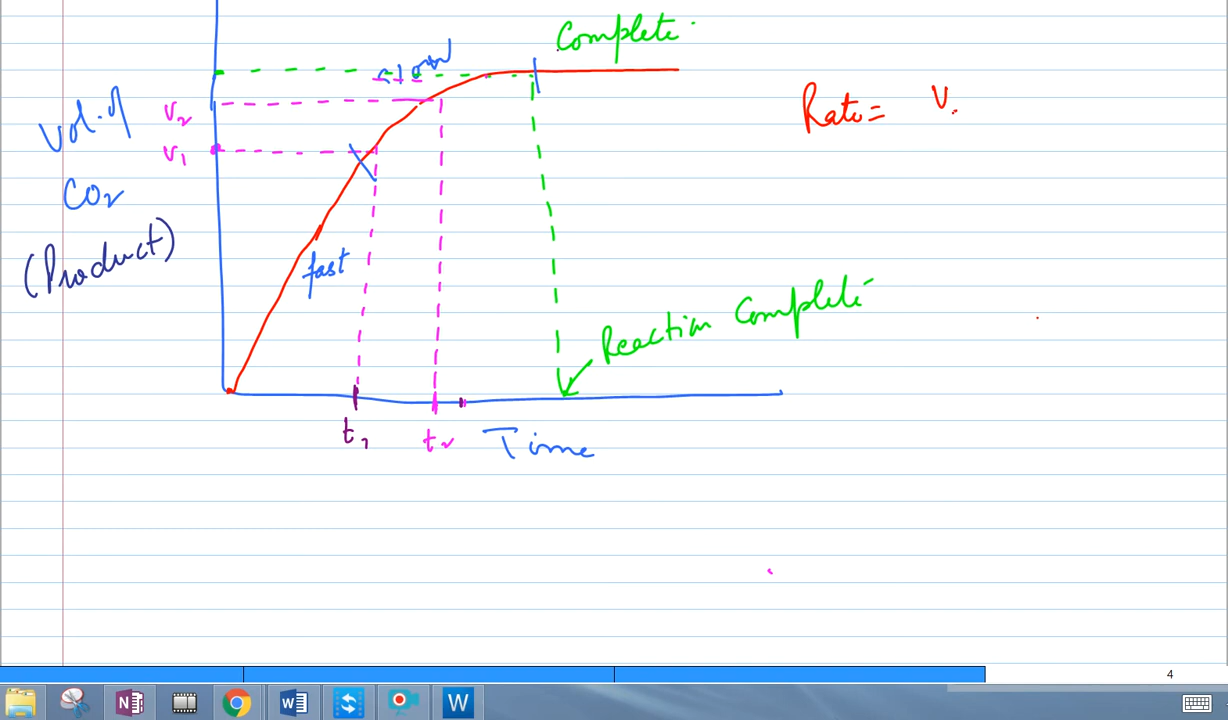 Complete
slow
Rate = V
V2
V1
Vol. of
CO2
(Product)
fast
Reaction Complete
t1
t2
Time
4
N
W
W